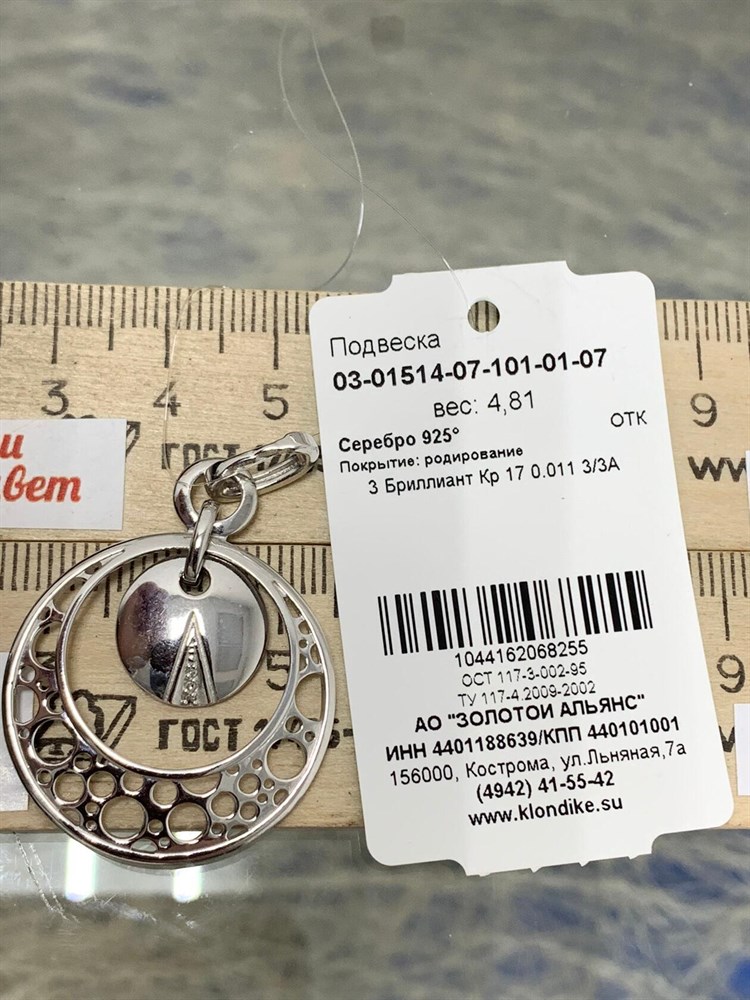 Подвеска
03-01514-07-101-01-07
вес: 4,81
ОТК
Серебро 925°
Покрытие: родирование
3 Бриллиант Кр 17 0.011 3/3А
1044162068255
ОСТ 117-3-002-95
ТУ 117-4.2009-2002
АО "ЗОЛОТОЙ АЛЬЯНС"
ИНН 4401188639/КПП 440101001
156000, Кострома, ул.Льняная,7а
(4942) 41-55-42
www.klondike.su
3 4 5 9
ГОСТ
5 9
ГОСТ